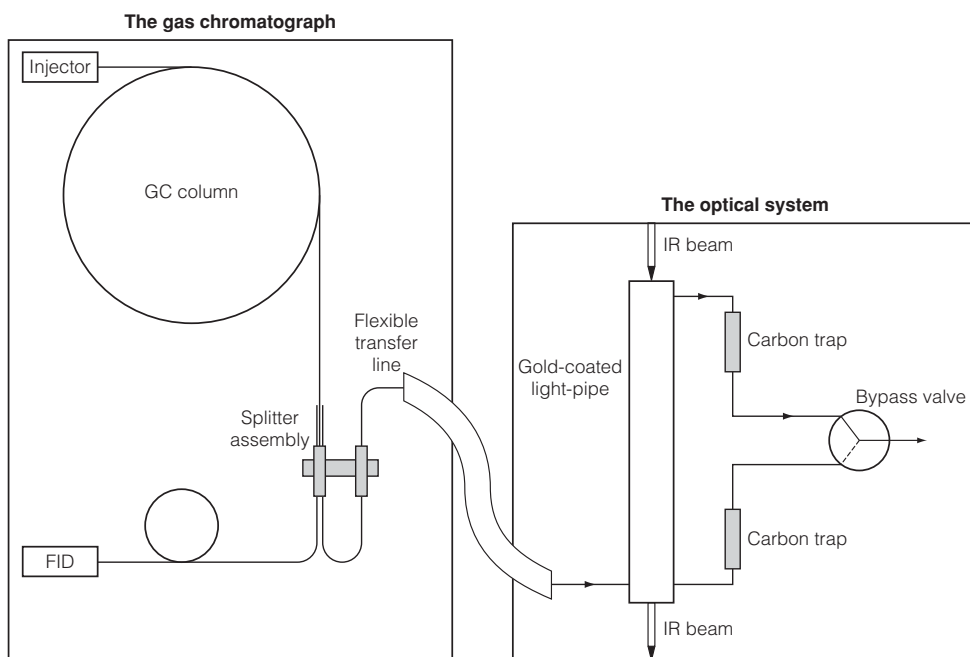 The gas chromatograph
Injector
GC column
Flexible
transfer
line
Splitter
assembly
FID
The optical system
IR beam
Carbon trap
Gold-coated
light-pipe
Bypass valve
Carbon trap
IR beam